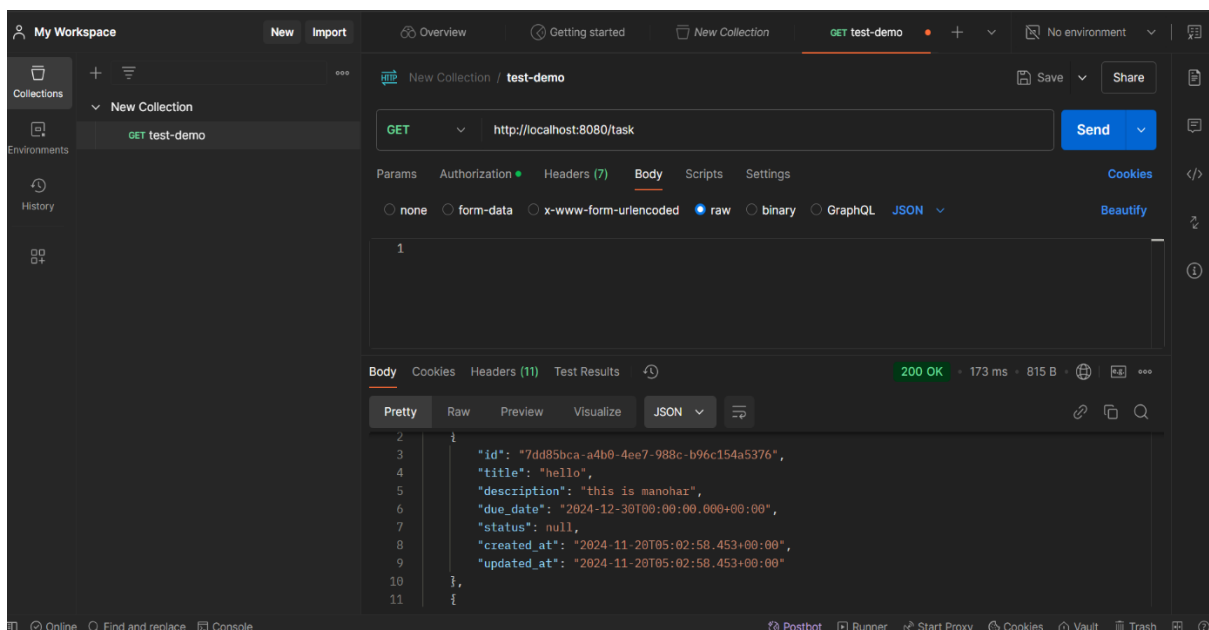 My Workspace New Import Overview Getting started New Collection GET test-demo No environment
Collections
New Collection / test-demo Save Share
New Collection
GET http://localhost:8080/task Send
GET test-demo
Environments
Params Authorization Headers (7) Body Scripts Settings Cookies
History
none form-data x-www-form-urlencoded raw binary GraphQL JSON Beautify
1
Body Cookies Headers (11) Test Results 200 OK 173 ms 815 B
Pretty Raw Preview Visualize JSON
2 {
3 "id": "7dd85bca-a4b0-4ee7-988c-b96c154a5376",
4 "title": "hello",
5 "description": "this is manohar",
6 "due_date": "2024-12-30T00:00:00.000+00:00",
7 "status": null,
8 "created_at": "2024-11-20T05:02:58.453+00:00",
9 "updated_at": "2024-11-20T05:02:58.453+00:00"
10 },
11 {
Online Find and replace Console Postbot Runner Start Proxy Cookies Vault Trash